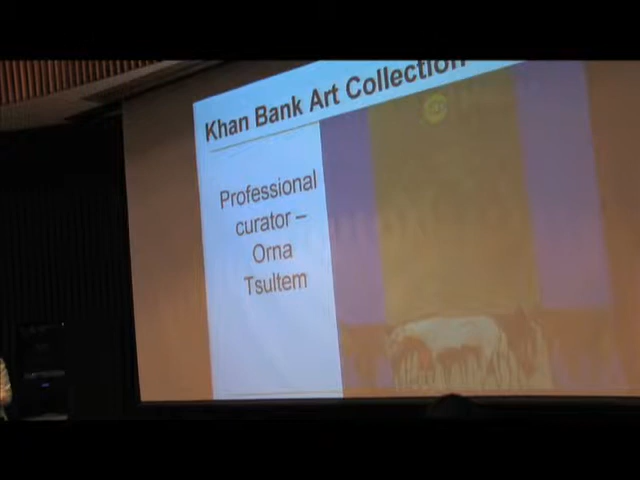 Khan Bank Art Collection
Professional
curator –
Orna
Tsultem